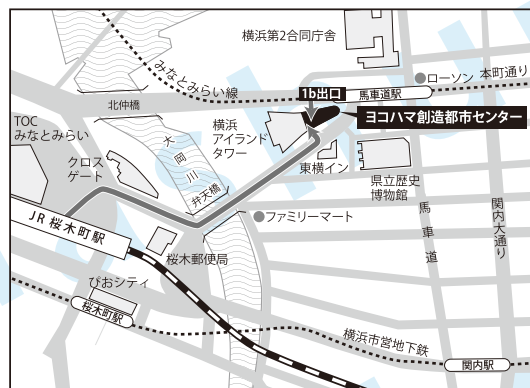 横浜第2合同庁舎
みなとみらい線
ローソン
本町通り
1b出口
馬車道駅
北仲橋
ヨコハマ創造都市センター
TOC
みなとみらい
横浜
アイランド
タワー
大岡川
クロス
ゲート
東横イン
県立歴史
博物館
弁天橋
馬車道
関内大通り
ファミリーマート
JR 桜木町駅
桜木郵便局
ぴおシティ
桜木町駅
横浜市営地下鉄
関内駅